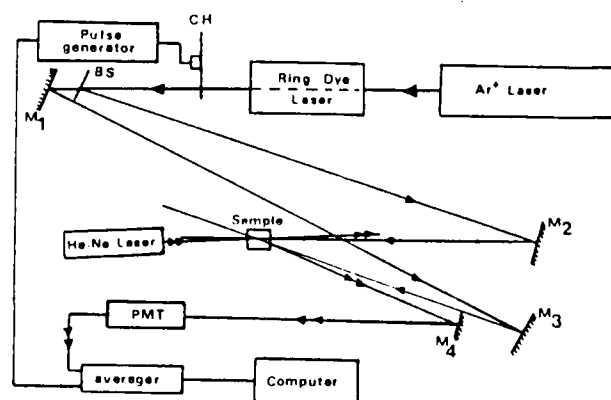 CH
Pulse
generator
BS
Ring Dye
Laser
Ar+ Laser
M1
Sample
He-Ne Laser
M2
PMT
M3
M4
averager
Computer